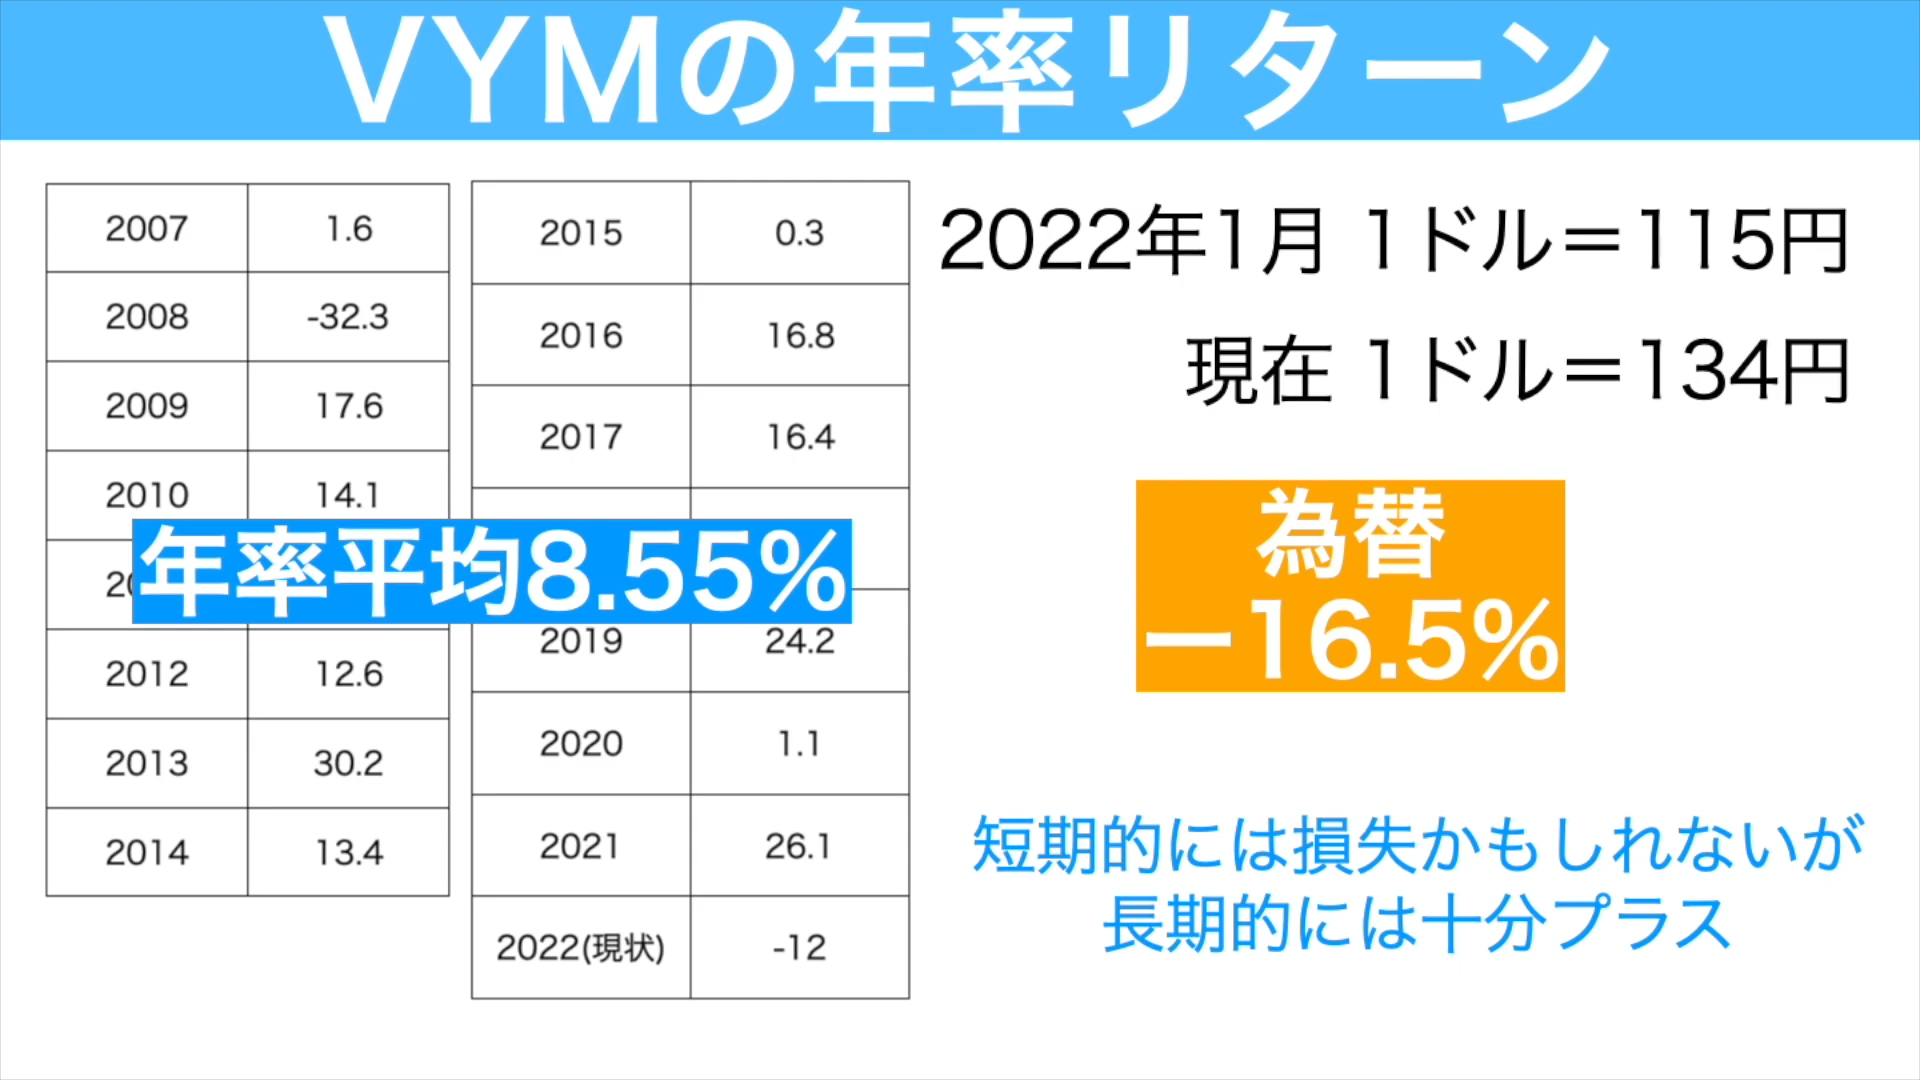 VYMの年率リターン
2007 1.6
2008 -32.3
2009 17.6
2010 14.1
20
2012 12.6
2013 30.2
2014 13.4
2015 0.3
2016 16.8
2017 16.4
2019 24.2
2020 1.1
2021 26.1
2022(現状) -12
年率平均8.55%
2022年1月 1ドル＝115円
現在 1ドル＝134円
為替
ー16.5%
短期的には損失かもしれないが
長期的には十分プラス